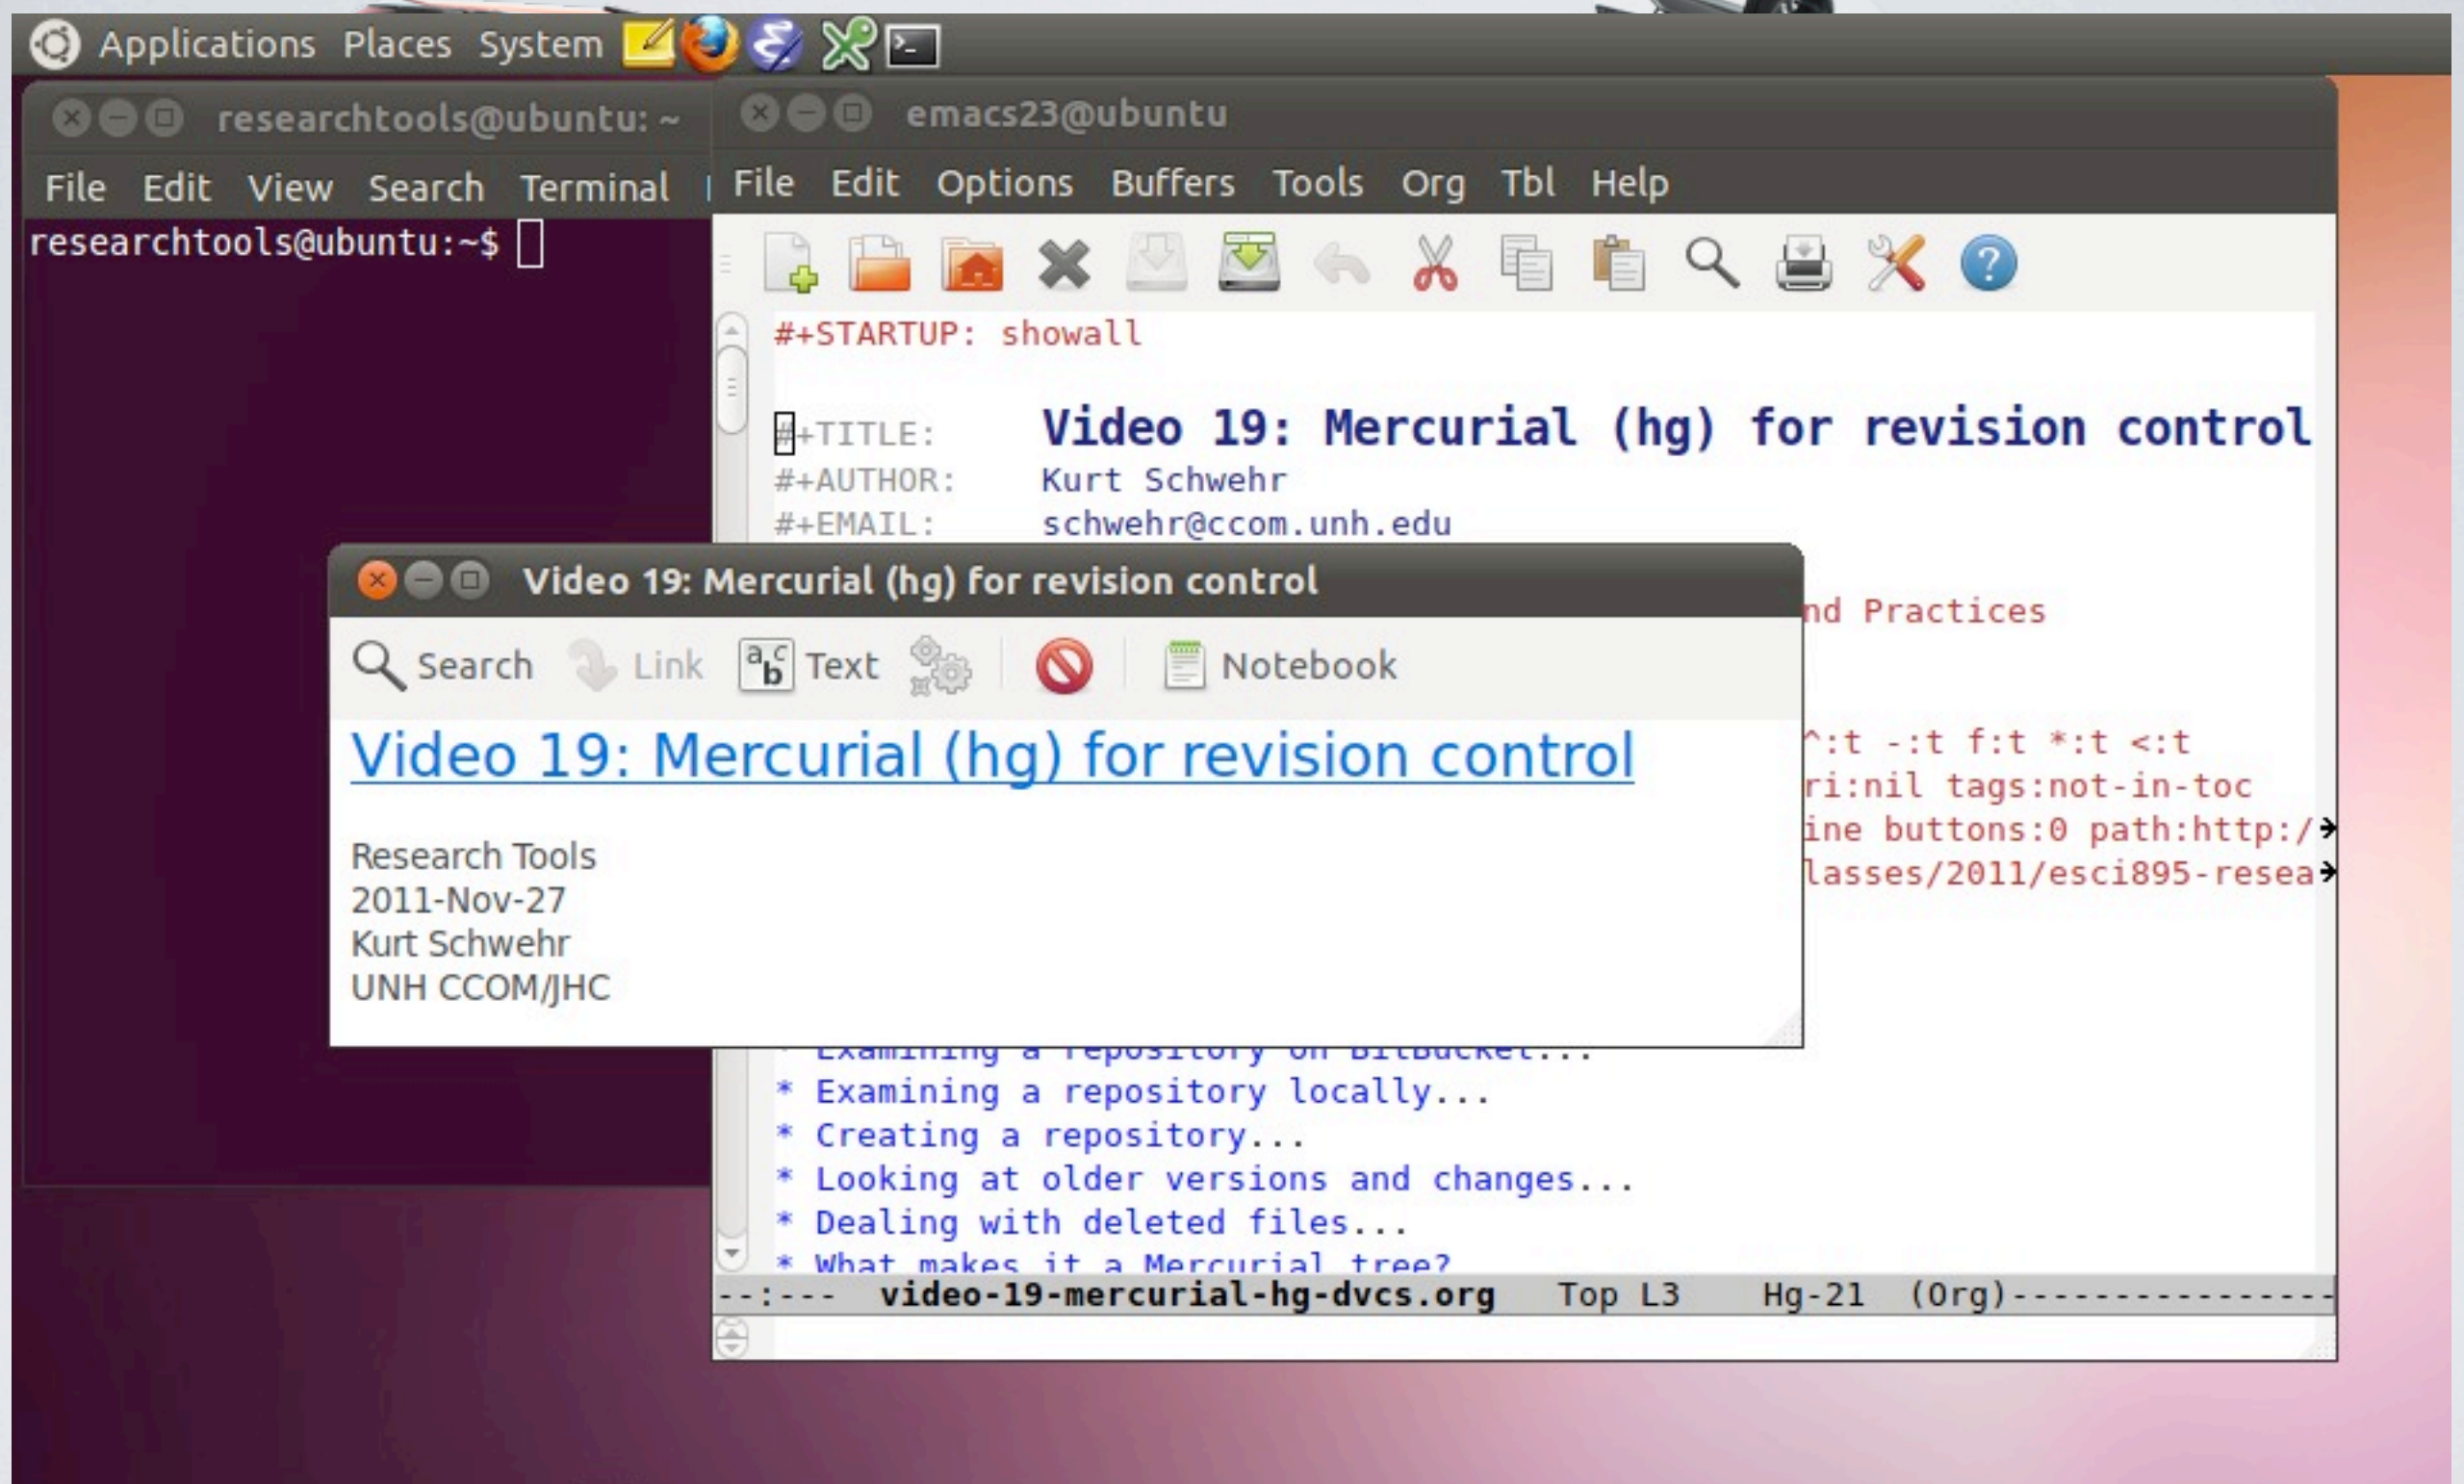 Applications Places System
researchtools@ubuntu: ~
File Edit View Search Terminal
researchtools@ubuntu:~$
emacs23@ubuntu
File Edit Options Buffers Tools Org Tbl Help
#+STARTUP: showall
#+TITLE: Video 19: Mercurial (hg) for revision control
#+AUTHOR: Kurt Schwehr
#+EMAIL: schwehr@ccom.unh.edu
nd Practices
^:t -:t f:t *:t <:t
ri:nil tags:not-in-toc
ine buttons:0 path:http:/
lasses/2011/esci895-resea
Video 19: Mercurial (hg) for revision control
Search Link Text Notebook
Video 19: Mercurial (hg) for revision control
Research Tools
2011-Nov-27
Kurt Schwehr
UNH CCOM/JHC
* Examining a repository on BitBucket...
* Examining a repository locally...
* Creating a repository...
* Looking at older versions and changes...
* Dealing with deleted files...
* What makes it a Mercurial tree?
--:--- video-19-mercurial-hg-dvcs.org Top L3 Hg-21 (Org)----------------